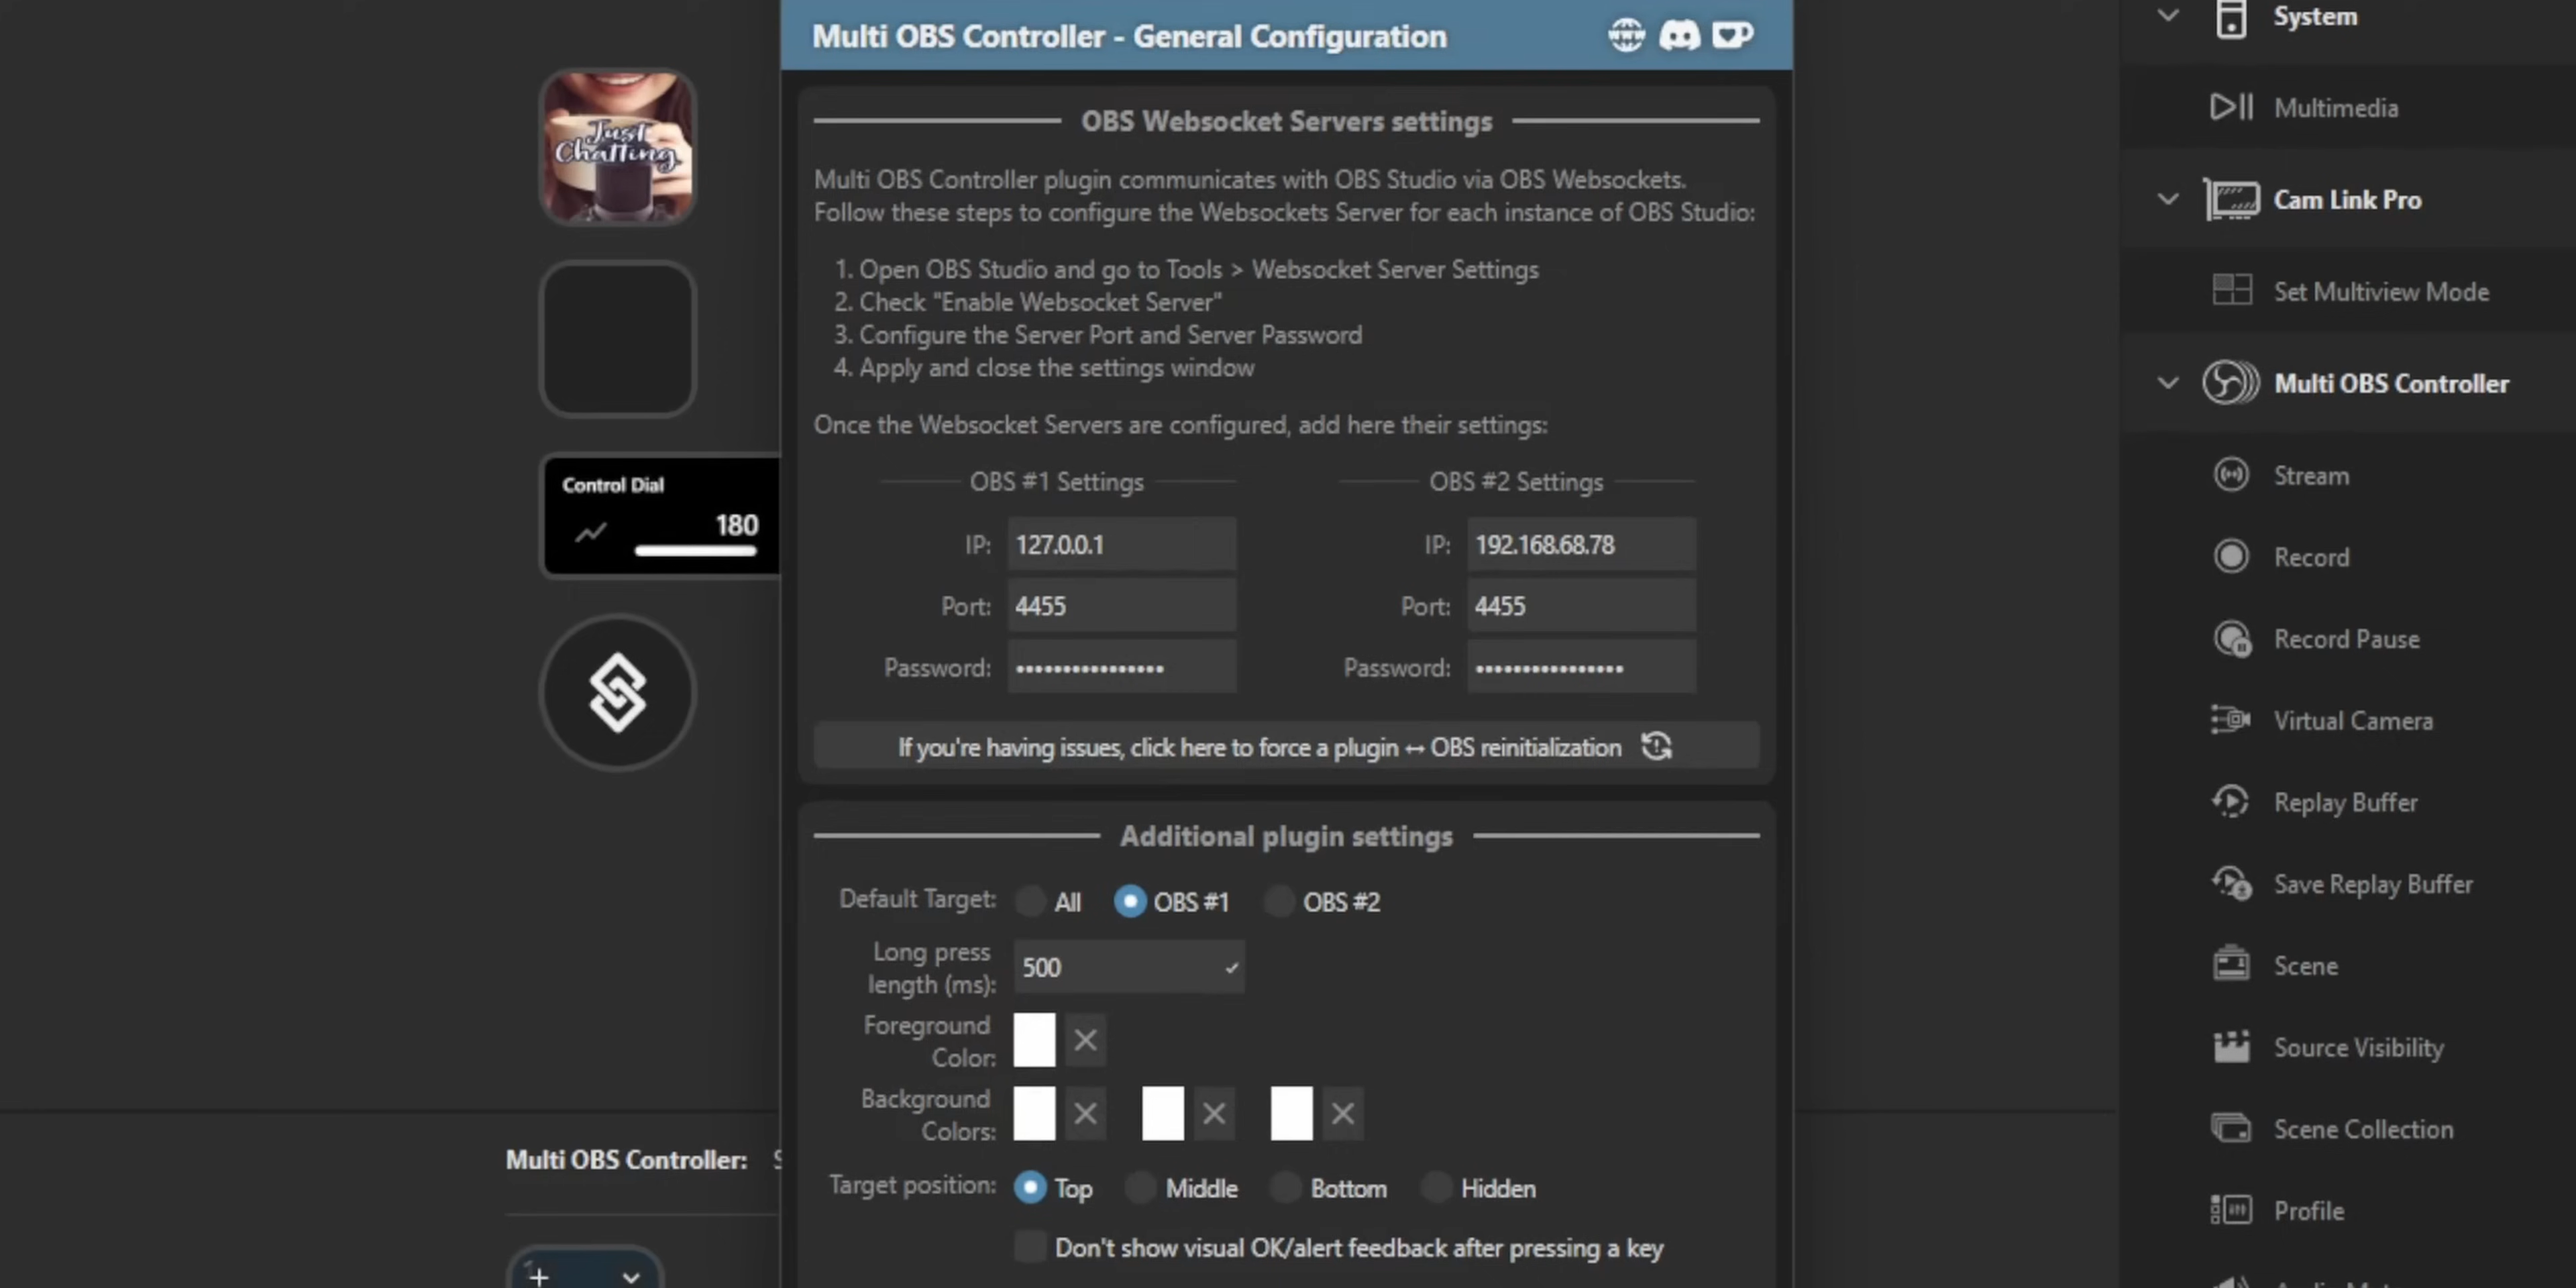 Multi OBS Controller - General Configuration
www
OBS Websocket Servers settings
Multi OBS Controller plugin communicates with OBS Studio via OBS Websockets.
Follow these steps to configure the Websockets Server for each instance of OBS Studio:
1. Open OBS Studio and go to Tools > Websocket Server Settings
2. Check "Enable Websocket Server"
3. Configure the Server Port and Server Password
4. Apply and close the settings window
Once the Websocket Servers are configured, add here their settings:
OBS #1 Settings
IP: 127.0.0.1
Port: 4455
Password: ••••••••••••••••
OBS #2 Settings
IP: 192.168.68.78
Port: 4455
Password: ••••••••••••••••
If you're having issues, click here to force a plugin ↔ OBS reinitialization
Additional plugin settings
Default Target: All OBS #1 OBS #2
Long press
length (ms): 500
Foreground
Color:
Background
Colors:
Target position: Top Middle Bottom Hidden
Don't show visual OK/alert feedback after pressing a key
Just
Chatting
Control Dial
180
Multi OBS Controller:
System
Multimedia
Cam Link Pro
Set Multiview Mode
Multi OBS Controller
Stream
Record
Record Pause
Virtual Camera
Replay Buffer
Save Replay Buffer
Scene
Source Visibility
Scene Collection
Profile